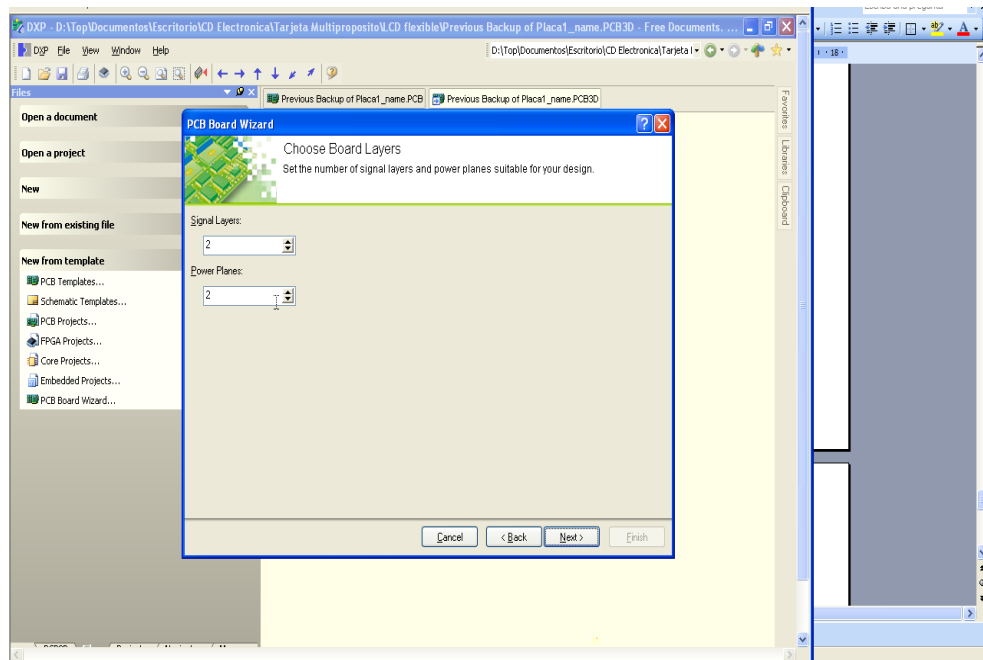 DXP - D:\Top\Documentos\Escritorio\CD Electronica\Tarjeta Multiproposito\LCD flexible\Previous Backup of Placa1_name.PCB3D - Free Documents. ...
DXP File View Window Help
D:\Top\Documentos\Escritorio\CD Electronica\Tarjeta l
· 18 ·
Files
Previous Backup of Placa1_name.PCB
Previous Backup of Placa1_name.PCB3D
Favorites
Libraries
Clipboard
Open a document
Open a project
New
New from existing file
New from template
PCB Templates...
Schematic Templates...
PCB Projects...
FPGA Projects...
Core Projects...
Embedded Projects...
PCB Board Wizard...
PCB Board Wizard
Choose Board Layers
Set the number of signal layers and power planes suitable for your design.
Signal Layers:
2
Power Planes:
2
Cancel
< Back
Next >
Finish